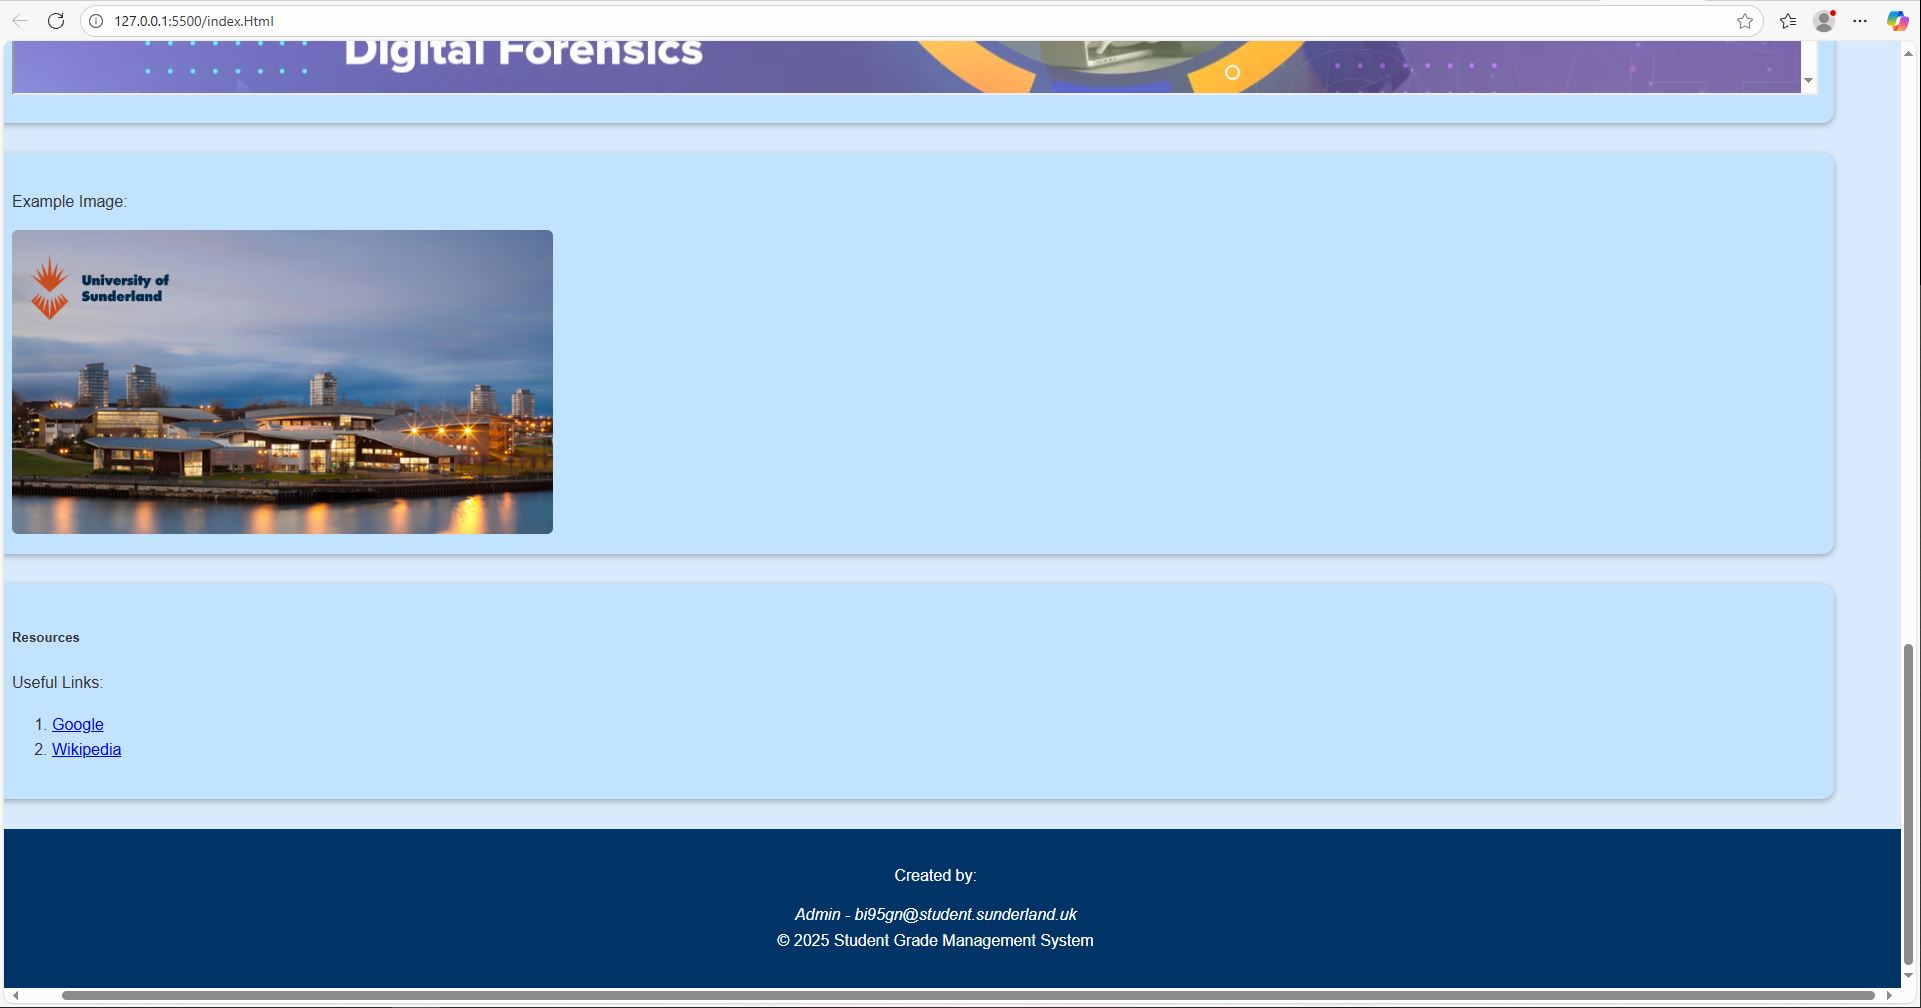 127.0.0.1:5500/index.Html
Digital Forensics
Example Image:
University of
Sunderland
Resources
Useful Links:
1. Google
2. Wikipedia
Created by:
Admin - bi95gn@student.sunderland.uk
© 2025 Student Grade Management System